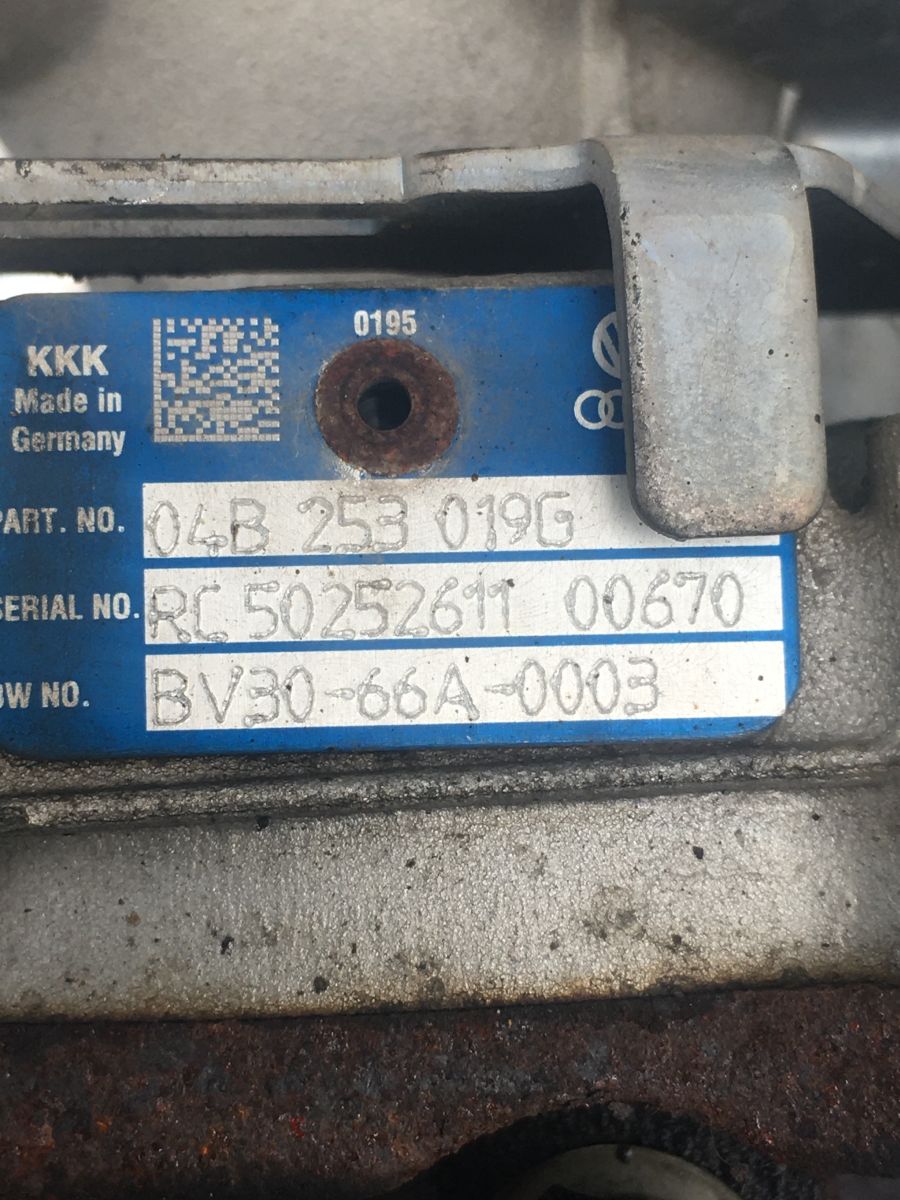 0195
KKK
Made in
Germany
PART. NO. 04B 253 019G
SERIAL NO. RC 50252611 00670
BW NO. BV30-66A-0003